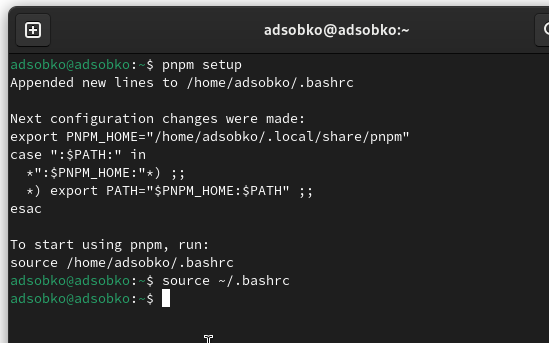 adsobko@adsobko:~
adsobko@adsobko:~$ pnpm setup
Appended new lines to /home/adsobko/.bashrc
Next configuration changes were made:
export PNPM_HOME="/home/adsobko/.local/share/pnpm"
case ":$PATH:" in
  *":$PNPM_HOME:"*) ;;
  *) export PATH="$PNPM_HOME:$PATH" ;;
esac
To start using pnpm, run:
source /home/adsobko/.bashrc
adsobko@adsobko:~$ source ~/.bashrc
adsobko@adsobko:~$